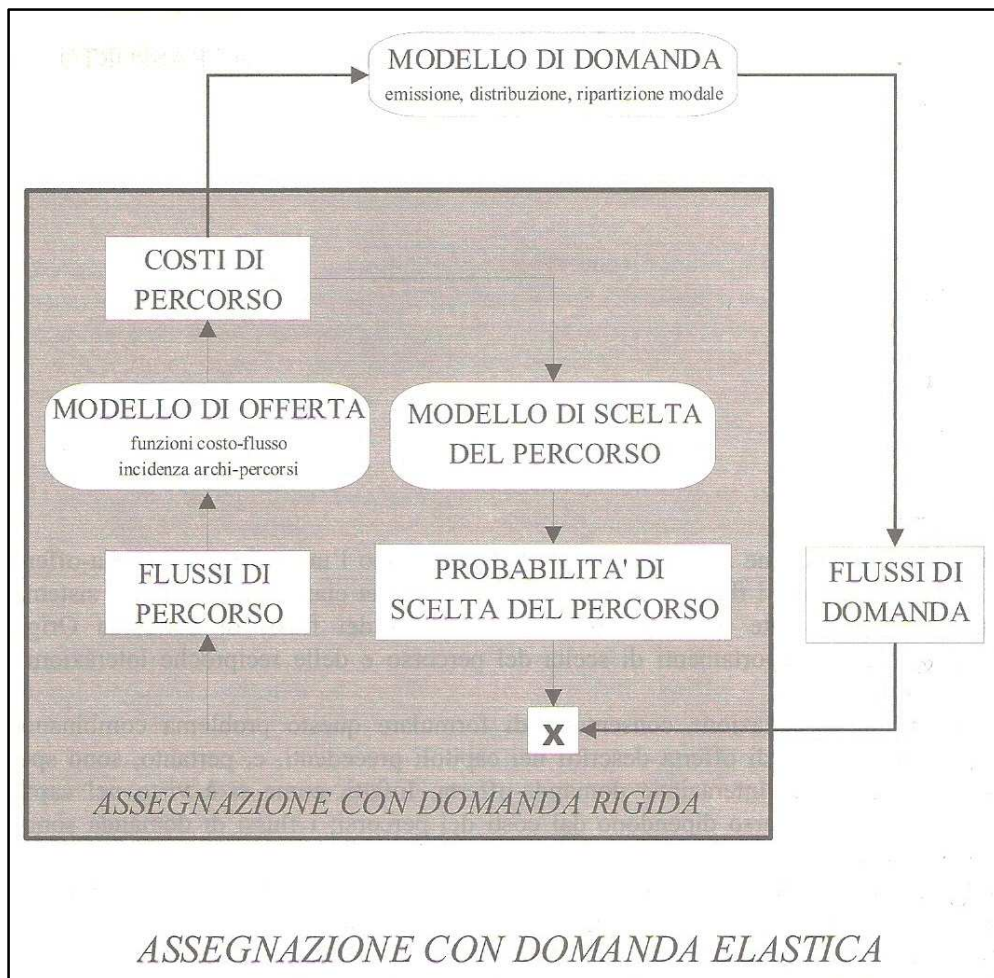 MODELLO DI DOMANDA
emissione, distribuzione, ripartizione modale
COSTI DI
PERCORSO
MODELLO DI OFFERTA
funzioni costo-flusso
incidenza archi-percorsi
MODELLO DI SCELTA
DEL PERCORSO
FLUSSI DI
PERCORSO
PROBABILITA' DI
SCELTA DEL PERCORSO
FLUSSI DI
DOMANDA
X
ASSEGNAZIONE CON DOMANDA RIGIDA
ASSEGNAZIONE CON DOMANDA ELASTICA